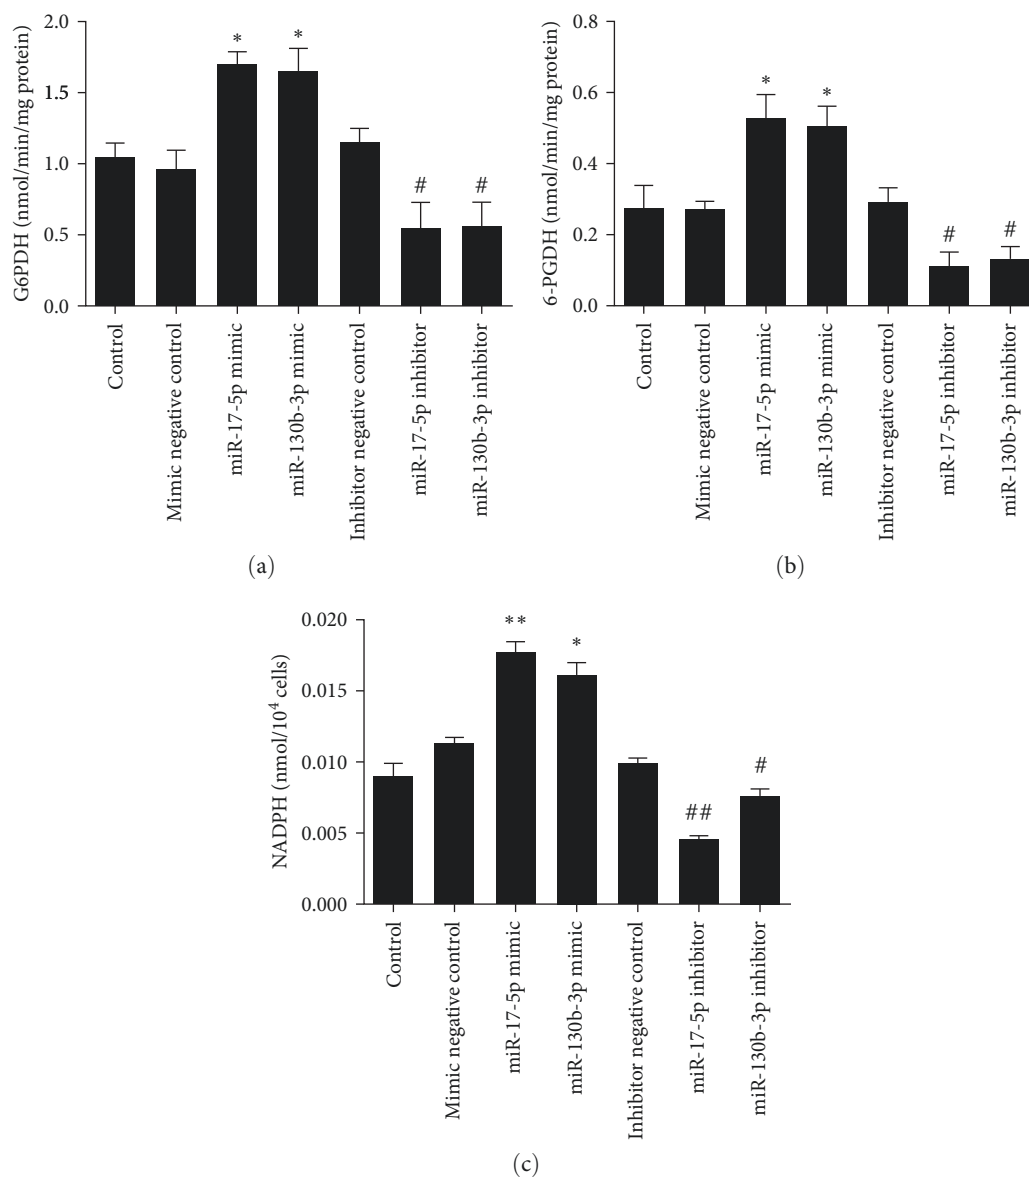 G6PDH (nmol/min/mg protein)
2.0
1.5
1.0
0.5
0.0
* *
# #
Control
Mimic negative control
miR-17-5p mimic
miR-130b-3p mimic
Inhibitor negative control
miR-17-5p inhibitor
miR-130b-3p inhibitor
(a)
6-PGDH (nmol/min/mg protein)
0.8
0.6
0.4
0.2
0.0
* *
# #
Control
Mimic negative control
miR-17-5p mimic
miR-130b-3p mimic
Inhibitor negative control
miR-17-5p inhibitor
miR-130b-3p inhibitor
(b)
NADPH (nmol/10⁴ cells)
0.020
0.015
0.010
0.005
0.000
** *
## #
Control
Mimic negative control
miR-17-5p mimic
miR-130b-3p mimic
Inhibitor negative control
miR-17-5p inhibitor
miR-130b-3p inhibitor
(c)